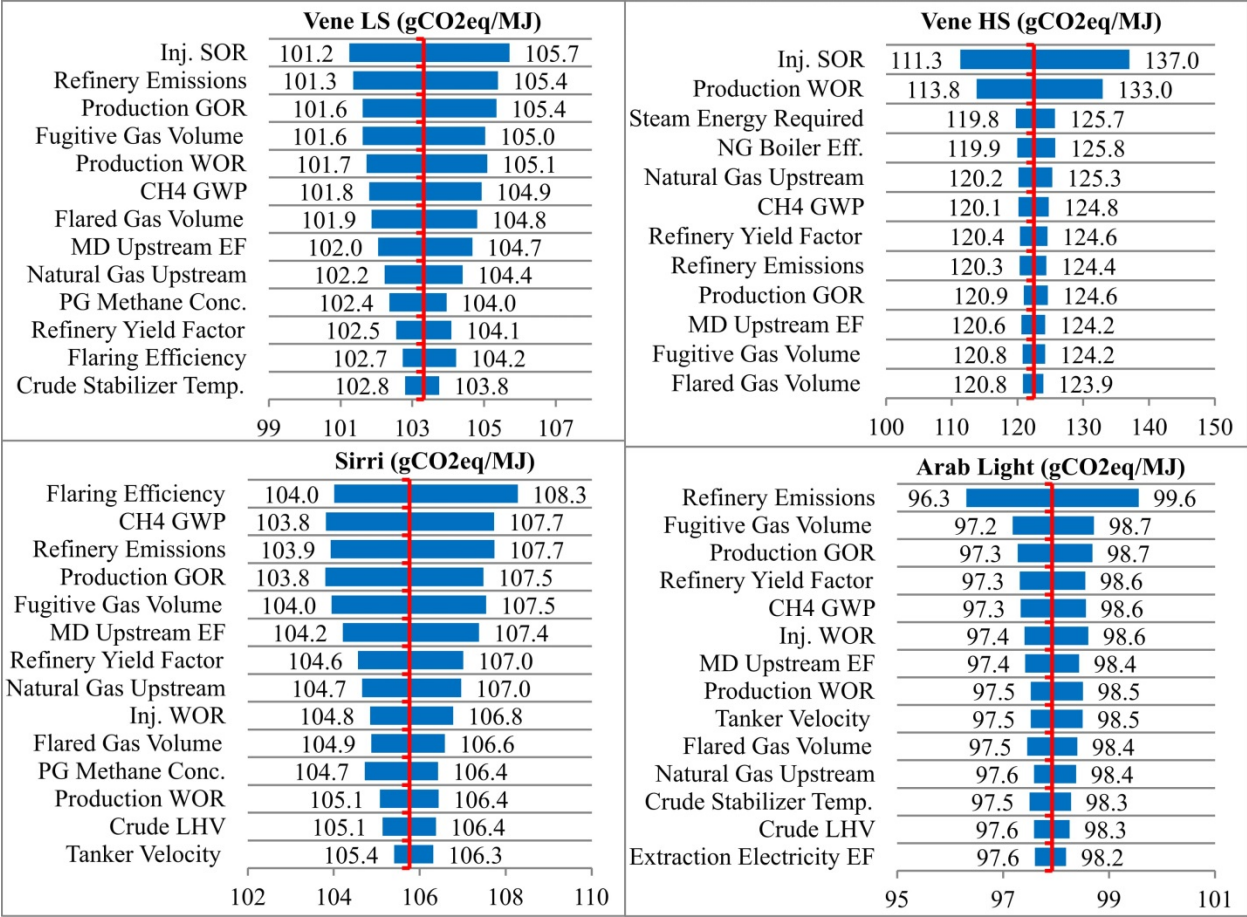 Vene LS (gCO2eq/MJ)
Inj. SOR 101.2 105.7
Refinery Emissions 101.3 105.4
Production GOR 101.6 105.4
Fugitive Gas Volume 101.6 105.0
Production WOR 101.7 105.1
CH4 GWP 101.8 104.9
Flared Gas Volume 101.9 104.8
MD Upstream EF 102.0 104.7
Natural Gas Upstream 102.2 104.4
PG Methane Conc. 102.4 104.0
Refinery Yield Factor 102.5 104.1
Flaring Efficiency 102.7 104.2
Crude Stabilizer Temp. 102.8 103.8
99 101 103 105 107
Vene HS (gCO2eq/MJ)
Inj. SOR 111.3 137.0
Production WOR 113.8 133.0
Steam Energy Required 119.8 125.7
NG Boiler Eff. 119.9 125.8
Natural Gas Upstream 120.2 125.3
CH4 GWP 120.1 124.8
Refinery Yield Factor 120.4 124.6
Refinery Emissions 120.3 124.4
Production GOR 120.9 124.6
MD Upstream EF 120.6 124.2
Fugitive Gas Volume 120.8 124.2
Flared Gas Volume 120.8 123.9
100 110 120 130 140 150
Sirri (gCO2eq/MJ)
Flaring Efficiency 104.0 108.3
CH4 GWP 103.8 107.7
Refinery Emissions 103.9 107.7
Production GOR 103.8 107.5
Fugitive Gas Volume 104.0 107.5
MD Upstream EF 104.2 107.4
Refinery Yield Factor 104.6 107.0
Natural Gas Upstream 104.7 107.0
Inj. WOR 104.8 106.8
Flared Gas Volume 104.9 106.6
PG Methane Conc. 104.7 106.4
Production WOR 105.1 106.4
Crude LHV 105.1 106.4
Tanker Velocity 105.4 106.3
102 104 106 108 110
Arab Light (gCO2eq/MJ)
Refinery Emissions 96.3 99.6
Fugitive Gas Volume 97.2 98.7
Production GOR 97.3 98.7
Refinery Yield Factor 97.3 98.6
CH4 GWP 97.3 98.6
Inj. WOR 97.4 98.6
MD Upstream EF 97.4 98.4
Production WOR 97.5 98.5
Tanker Velocity 97.5 98.5
Flared Gas Volume 97.5 98.4
Natural Gas Upstream 97.6 98.4
Crude Stabilizer Temp. 97.5 98.3
Crude LHV 97.6 98.3
Extraction Electricity EF 97.6 98.2
95 97 99 101